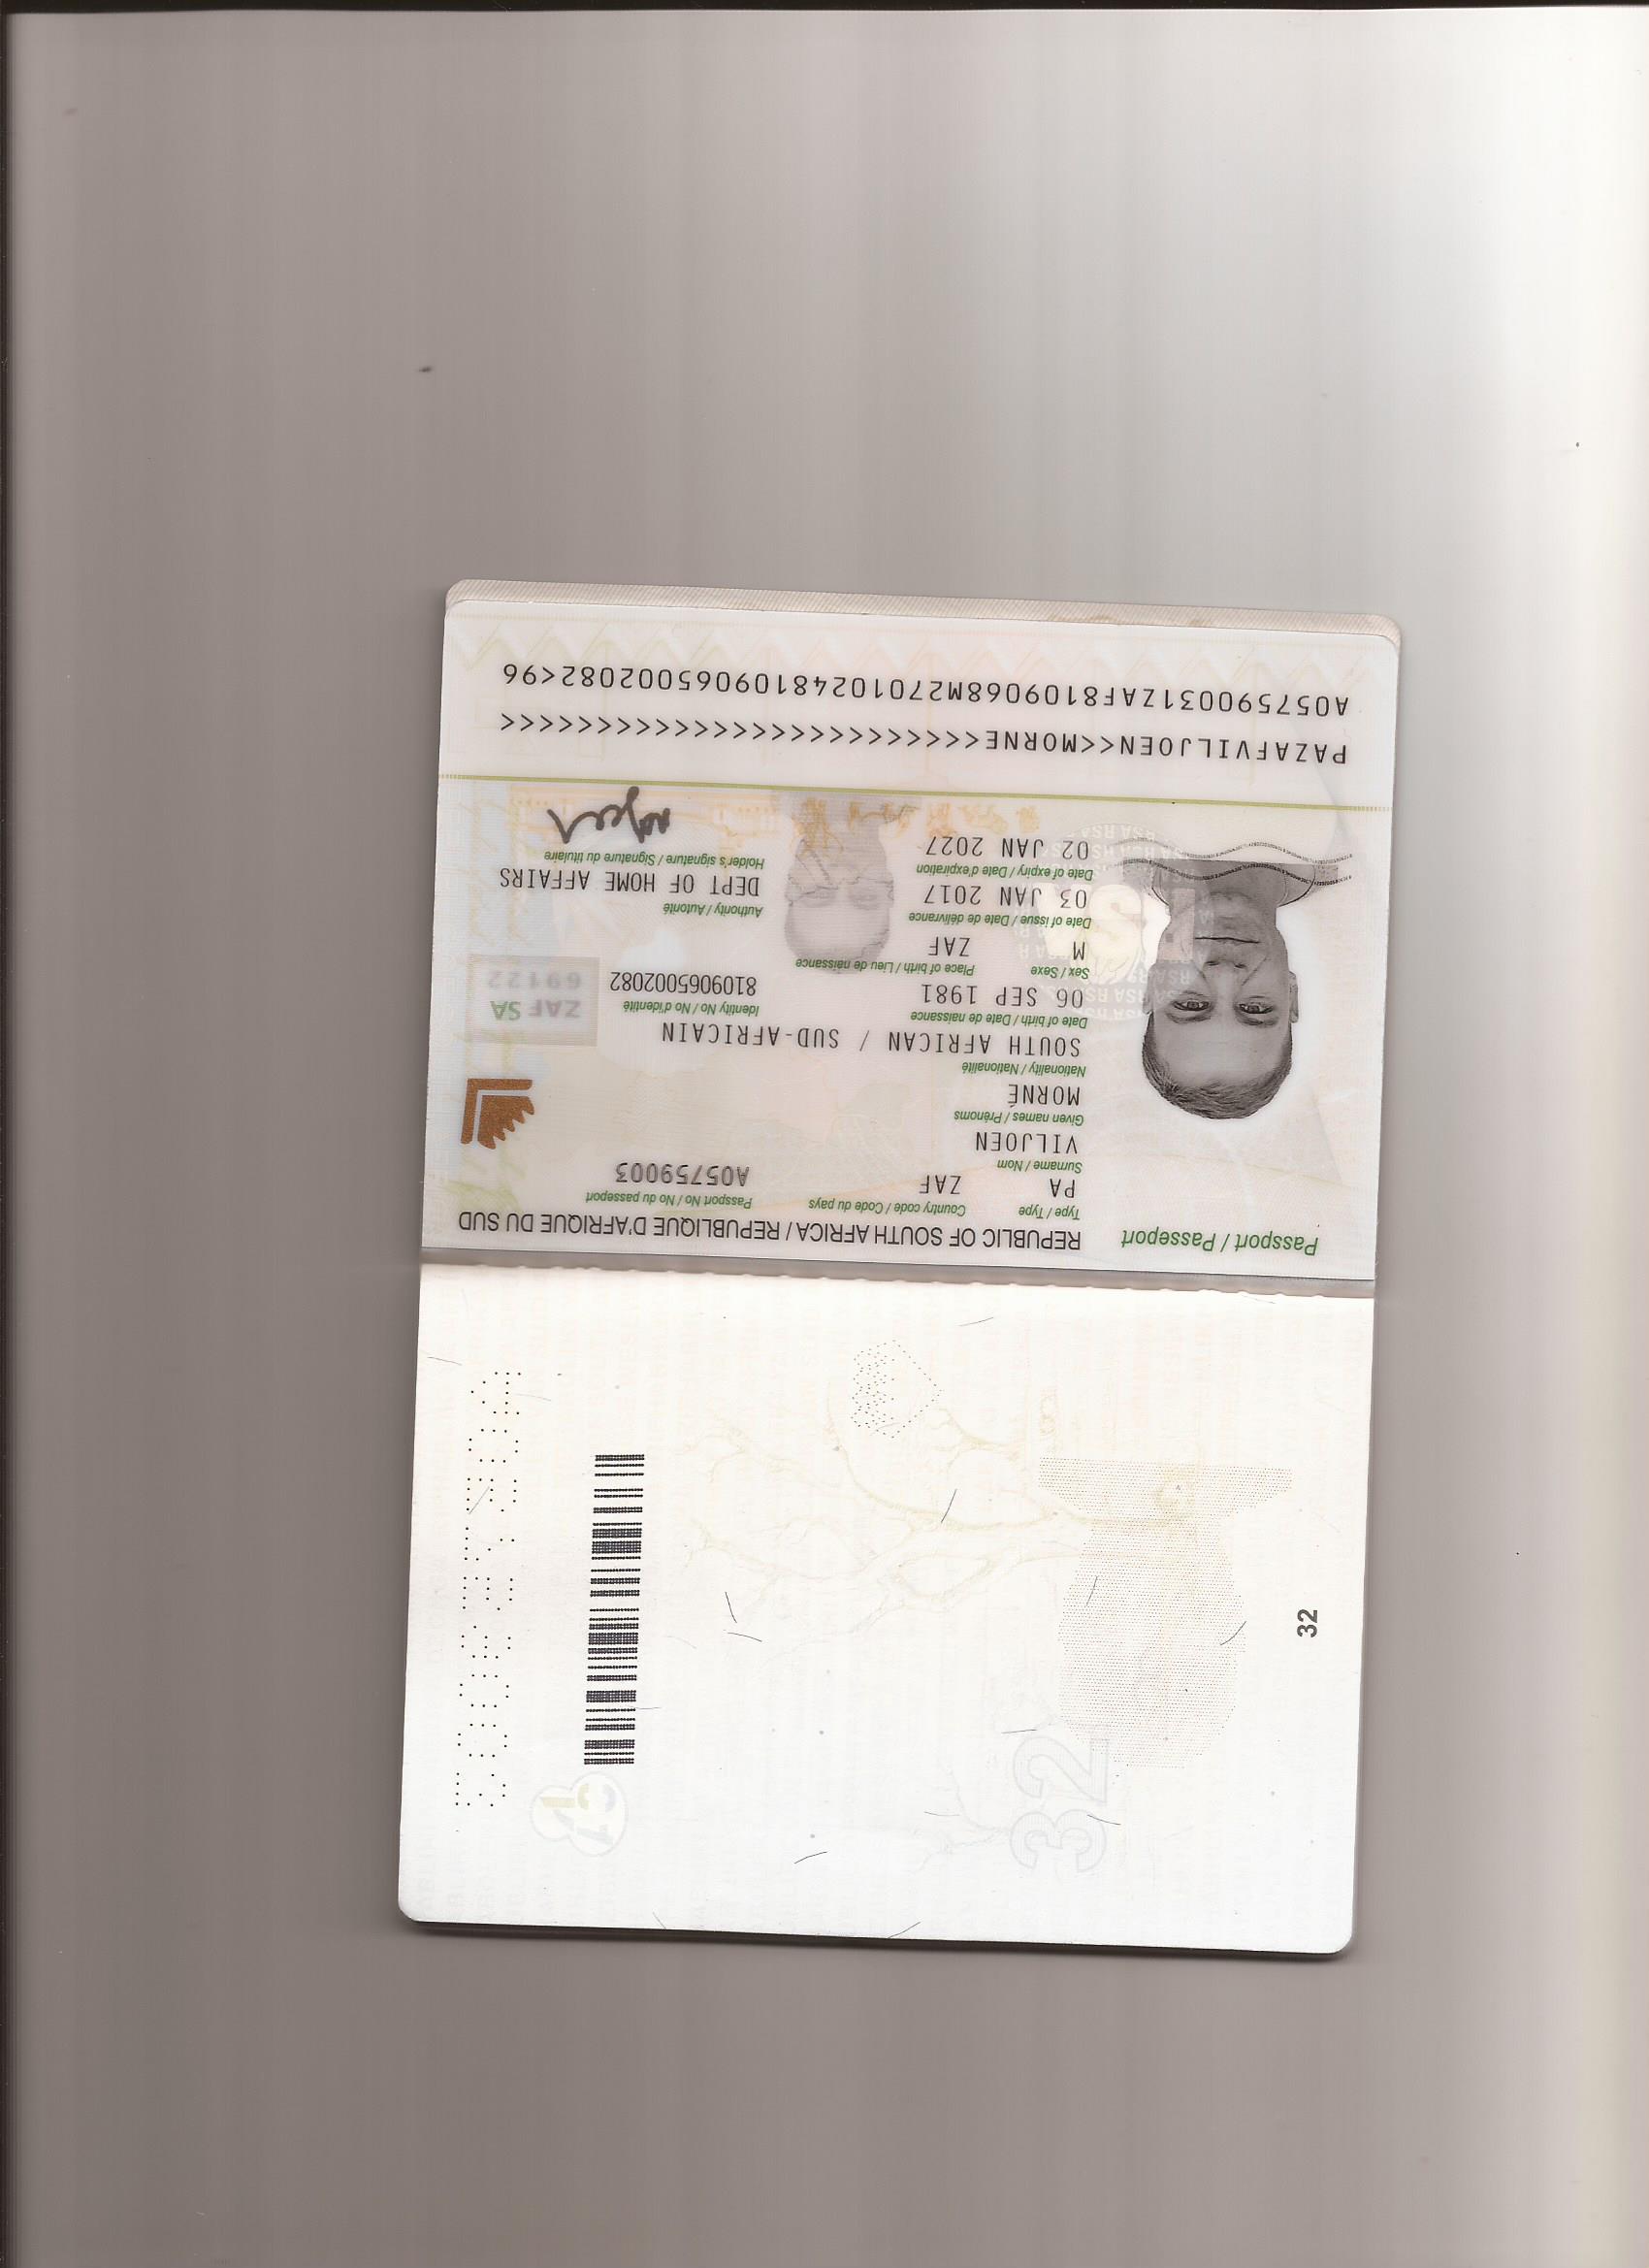 Passport / Passeport
REPUBLIC OF SOUTH AFRICA / REPUBLIQUE D'AFRIQUE DU SUD
Type / Type Country code / Code du pays Passport No / No du passeport
PA ZAF A05759003
Surname / Nom
VILJOEN
Given names / Prénoms
MORNÉ
Nationality / Nationalité
SOUTH AFRICAN / SUD-AFRICAIN
Date of birth / Date de naissance Identity No / No d'identité
06 SEP 1981 8109065002082
ZAF SA
69122
Sex / Sexe Place of birth / Lieu de naissance
M ZAF
Date of issue / Date de délivrance Authority / Autorité
03 JAN 2017 DEPT OF HOME AFFAIRS
Date of expiry / Date d'expiration Holder's signature / Signature du titulaire
02 JAN 2027
PAZAFVILJOEN<<MORNE<<<<<<<<<<<<<<<<<<<<<<<<<
A057590031ZAF8109068M27010248109065002082<96
32
32